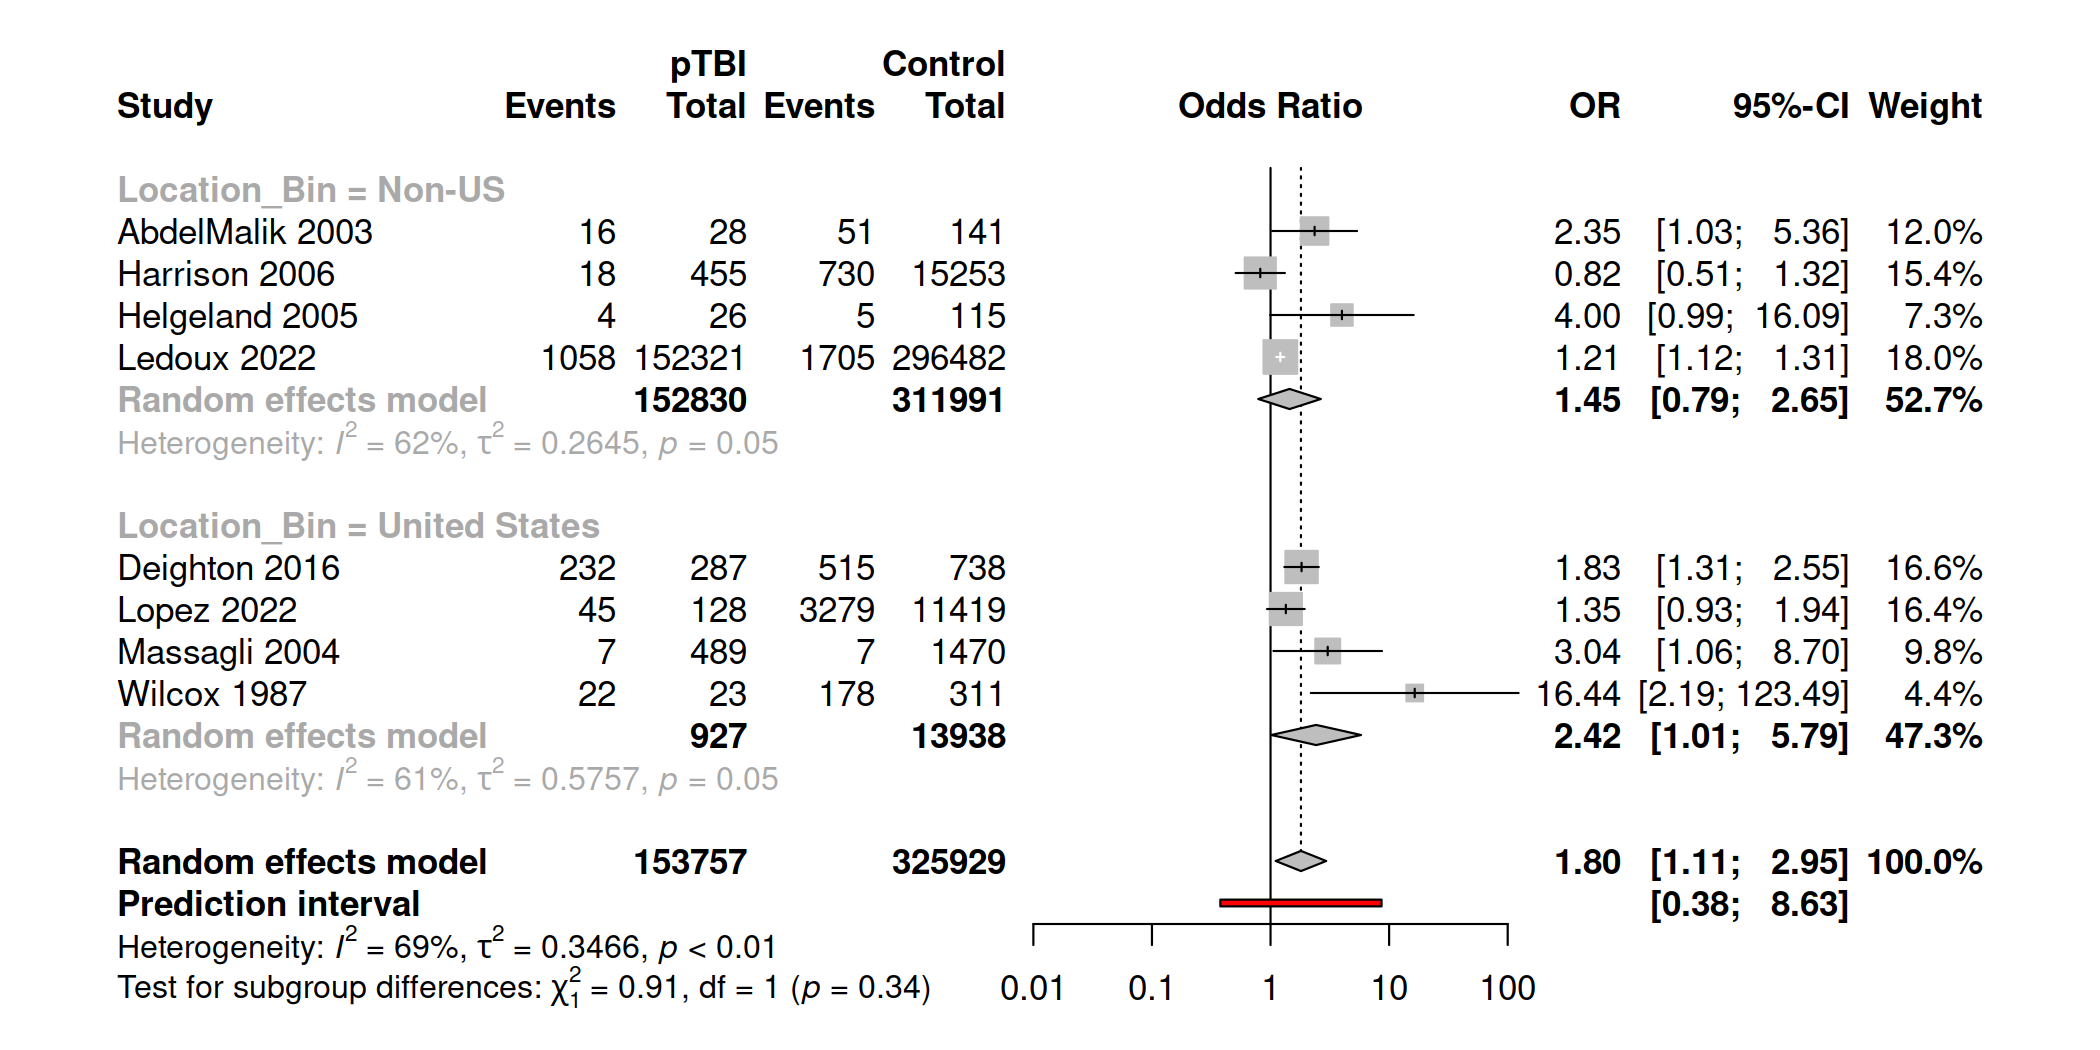 pTBI Control
Study Events Total Events Total Odds Ratio OR 95%-CI Weight
Location_Bin = Non-US
AbdelMalik 2003 16 28 51 141 2.35 [1.03; 5.36] 12.0%
Harrison 2006 18 455 730 15253 0.82 [0.51; 1.32] 15.4%
Helgeland 2005 4 26 5 115 4.00 [0.99; 16.09] 7.3%
Ledoux 2022 1058 152321 1705 296482 1.21 [1.12; 1.31] 18.0%
Random effects model 152830 311991 1.45 [0.79; 2.65] 52.7%
Heterogeneity: I² = 62%, τ² = 0.2645, p = 0.05
Location_Bin = United States
Deighton 2016 232 287 515 738 1.83 [1.31; 2.55] 16.6%
Lopez 2022 45 128 3279 11419 1.35 [0.93; 1.94] 16.4%
Massagli 2004 7 489 7 1470 3.04 [1.06; 8.70] 9.8%
Wilcox 1987 22 23 178 311 16.44 [2.19; 123.49] 4.4%
Random effects model 927 13938 2.42 [1.01; 5.79] 47.3%
Heterogeneity: I² = 61%, τ² = 0.5757, p = 0.05
Random effects model 153757 325929 1.80 [1.11; 2.95] 100.0%
Prediction interval [0.38; 8.63]
Heterogeneity: I² = 69%, τ² = 0.3466, p < 0.01
Test for subgroup differences: χ²₁ = 0.91, df = 1 (p = 0.34)
0.01 0.1 1 10 100